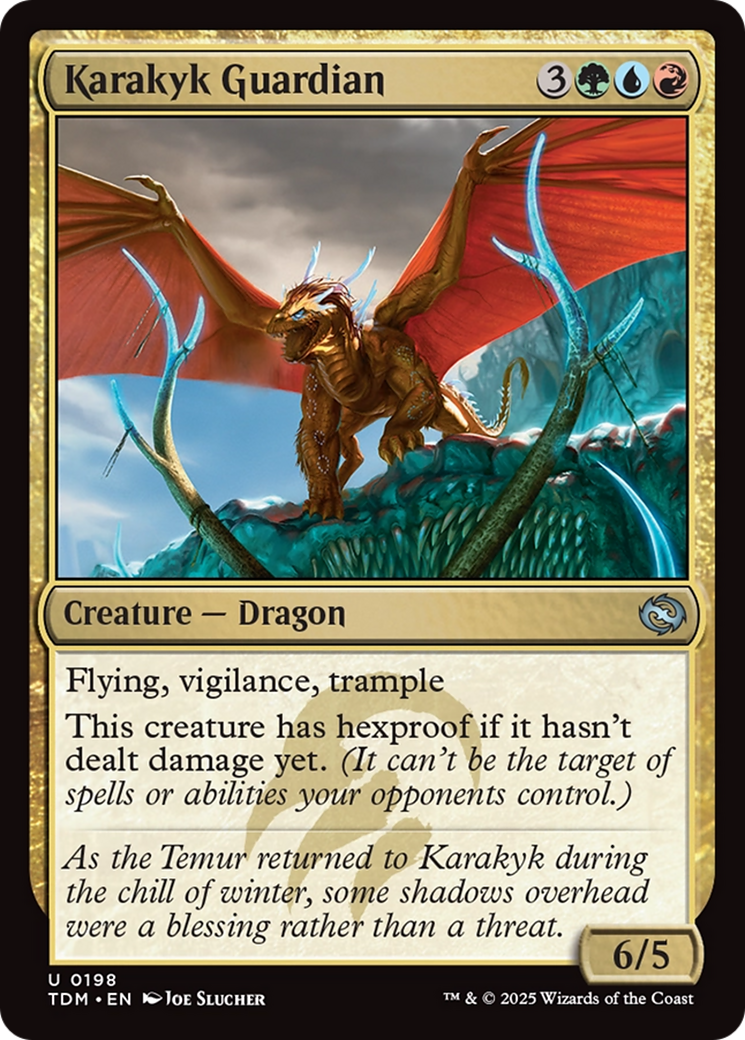 Karakyk Guardian 3
Creature — Dragon
Flying, vigilance, trample
This creature has hexproof if it hasn't
dealt damage yet. (It can't be the target of
spells or abilities your opponents control.)
As the Temur returned to Karakyk during
the chill of winter, some shadows overhead
were a blessing rather than a threat.
6/5
U 0198
TDM • EN Joe Slucher
™ & © 2025 Wizards of the Coast